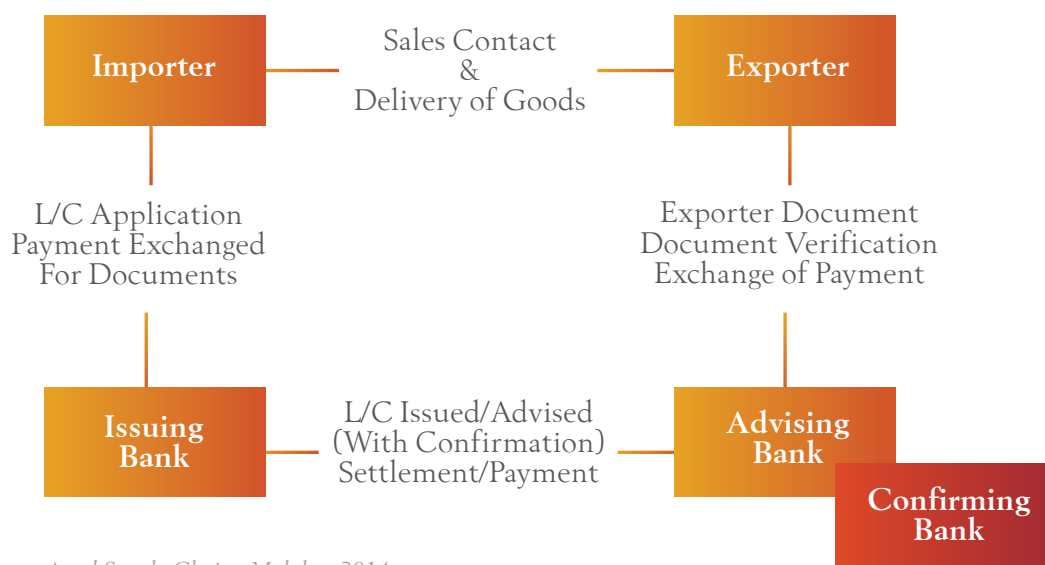 Importer
Sales Contact
&
Delivery of Goods
Exporter
L/C Application
Payment Exchanged
For Documents
Exporter Document
Document Verification
Exchange of Payment
Issuing
Bank
L/C Issued/Advised
(With Confirmation)
Settlement/Payment
Advising
Bank
Confirming
Bank